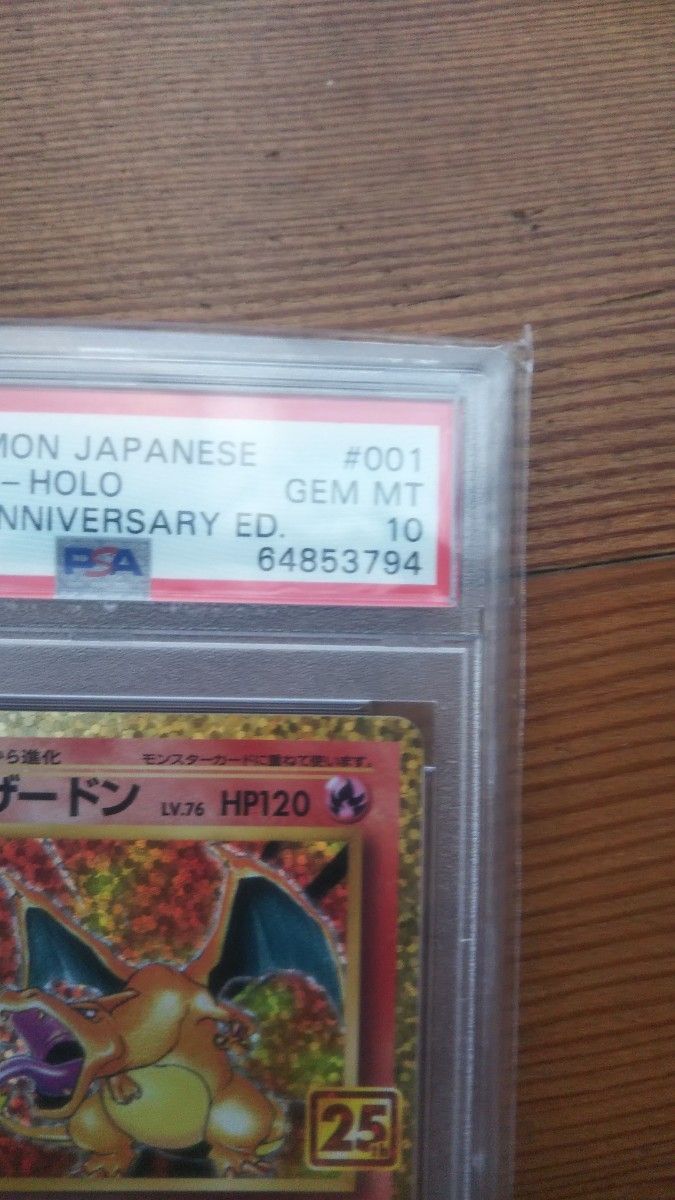 MON JAPANESE #001
-HOLO GEM MT
NNIVERSARY ED. 10
PSA 64853794
から進化 モンスターカードに重ねて使います。
ザードン LV.76 HP120
25th